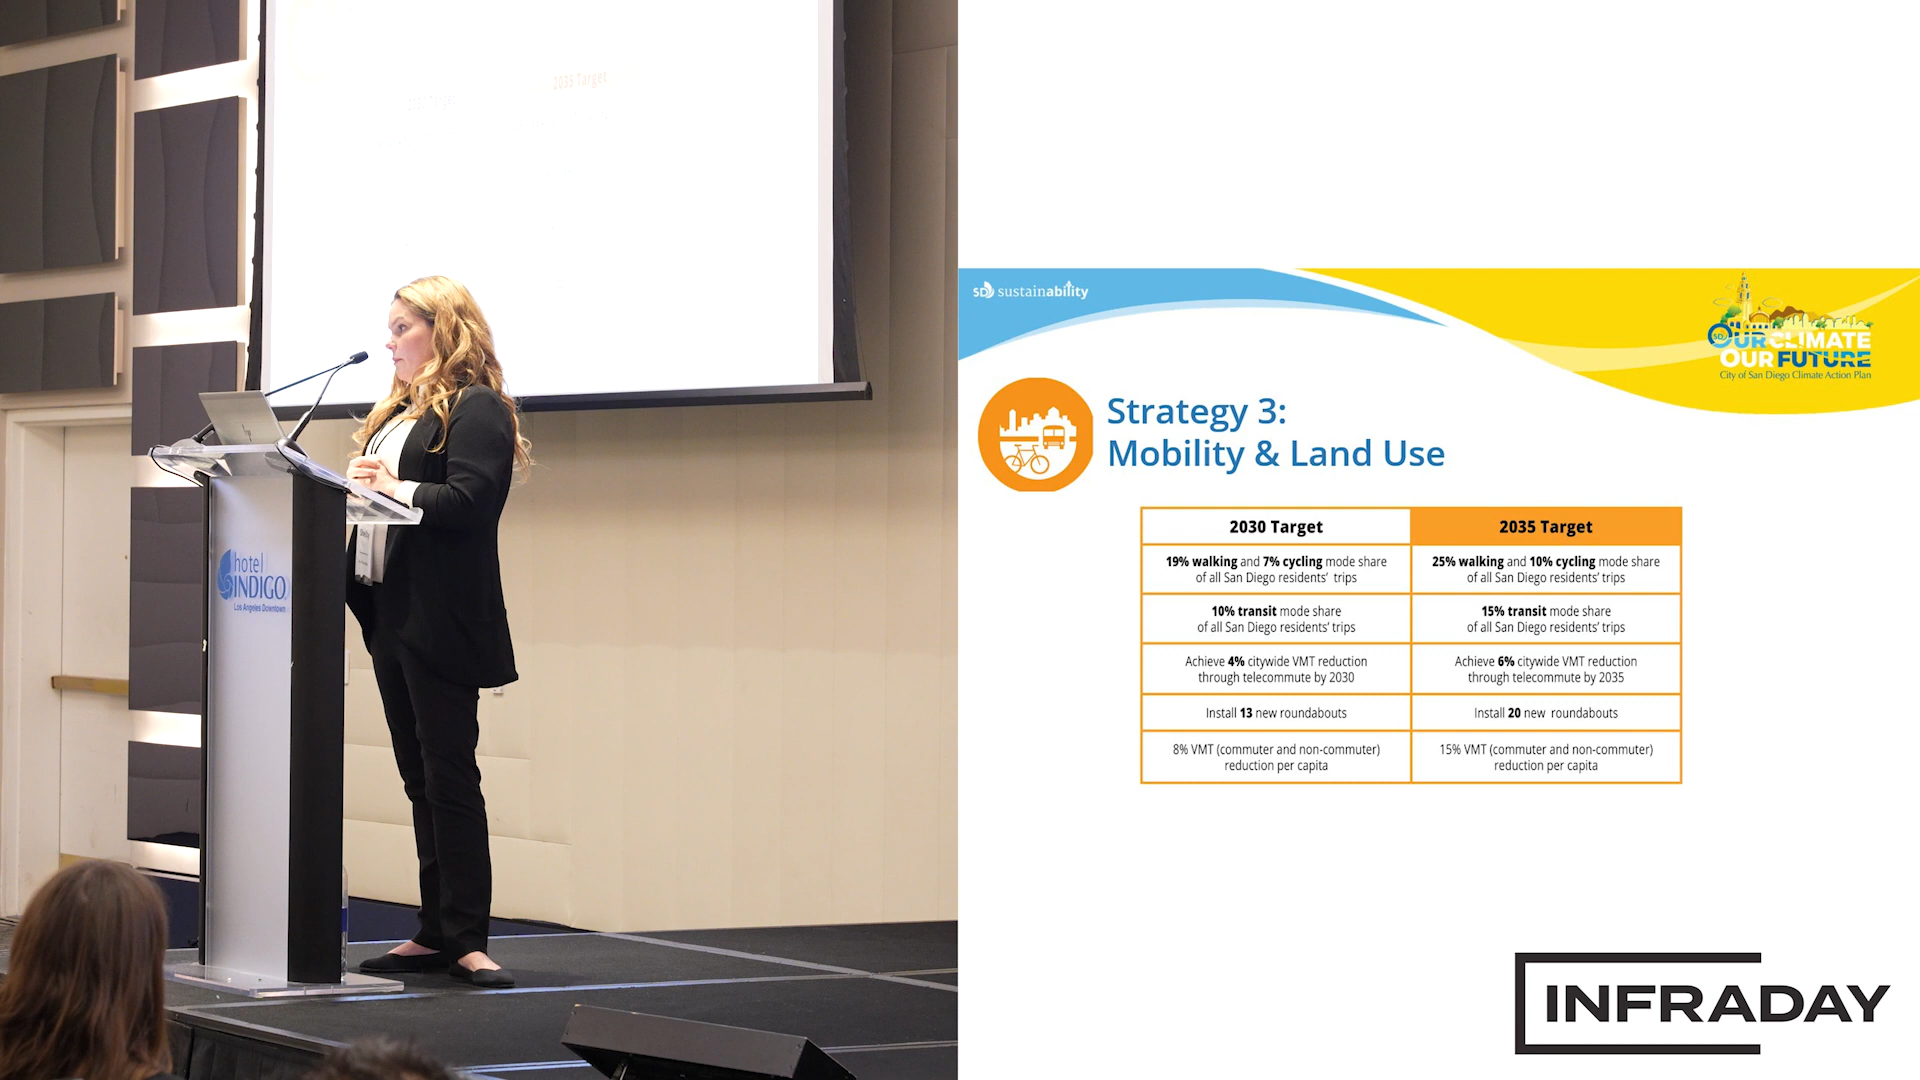 2035 Target
hotel
INDIGO
Los Angeles Downtown
SD sustainability
OUR CLIMATE
OUR FUTURE
City of San Diego Climate Action Plan
Strategy 3:
Mobility & Land Use
2030 Target
2035 Target
19% walking and 7% cycling mode share
of all San Diego residents' trips
25% walking and 10% cycling mode share
of all San Diego residents' trips
10% transit mode share
of all San Diego residents' trips
15% transit mode share
of all San Diego residents' trips
Achieve 4% citywide VMT reduction
through telecommute by 2030
Achieve 6% citywide VMT reduction
through telecommute by 2035
Install 13 new roundabouts
Install 20 new roundabouts
8% VMT (commuter and non-commuter)
reduction per capita
15% VMT (commuter and non-commuter)
reduction per capita
INFRADAY